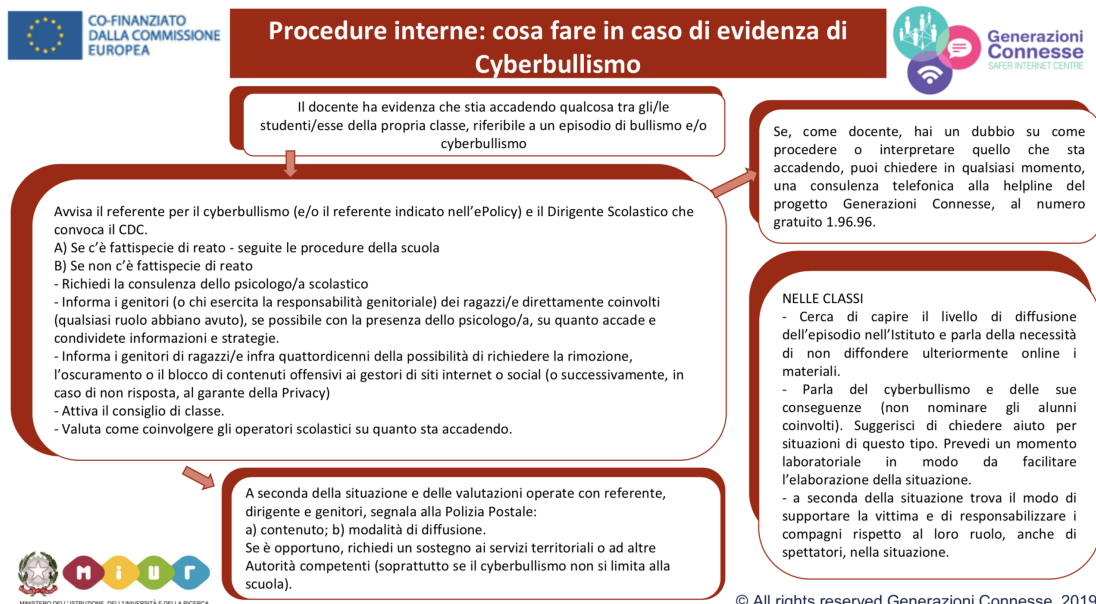 CO-FINANZIATO
DALLA COMMISSIONE
EUROPEA
Procedure interne: cosa fare in caso di evidenza di
Cyberbullismo
Generazioni
Connesse
SAFER INTERNET CENTRE
Il docente ha evidenza che stia accadendo qualcosa tra gli/le
studenti/esse della propria classe, riferibile a un episodio di bullismo e/o
cyberbullismo
Se, come docente, hai un dubbio su come
procedere o interpretare quello che sta
accadendo, puoi chiedere in qualsiasi momento,
una consulenza telefonica alla helpline del
progetto Generazioni Connesse, al numero
gratuito 1.96.96.
Avvisa il referente per il cyberbullismo (e/o il referente indicato nell’ePolicy) e il Dirigente Scolastico che
convoca il CDC.
A) Se c’è fattispecie di reato - seguite le procedure della scuola
B) Se non c’è fattispecie di reato
- Richiedi la consulenza dello psicologo/a scolastico
- Informa i genitori (o chi esercita la responsabilità genitoriale) dei ragazzi/e direttamente coinvolti
(qualsiasi ruolo abbiano avuto), se possibile con la presenza dello psicologo/a, su quanto accade e
condividete informazioni e strategie.
- Informa i genitori di ragazzi/e infra quattordicenni della possibilità di richiedere la rimozione,
l’oscuramento o il blocco di contenuti offensivi ai gestori di siti internet o social (o successivamente, in
caso di non risposta, al garante della Privacy)
- Attiva il consiglio di classe.
- Valuta come coinvolgere gli operatori scolastici su quanto sta accadendo.
NELLE CLASSI
- Cerca di capire il livello di diffusione
dell’episodio nell’Istituto e parla della necessità
di non diffondere ulteriormente online i
materiali.
- Parla del cyberbullismo e delle sue
conseguenze (non nominare gli alunni
coinvolti). Suggerisci di chiedere aiuto per
situazioni di questo tipo. Prevedi un momento
laboratoriale in modo da facilitare
l’elaborazione della situazione.
- a seconda della situazione trova il modo di
supportare la vittima e di responsabilizzare i
compagni rispetto al loro ruolo, anche di
spettatori, nella situazione.
A seconda della situazione e delle valutazioni operate con referente,
dirigente e genitori, segnala alla Polizia Postale:
a) contenuto; b) modalità di diffusione.
Se è opportuno, richiedi un sostegno ai servizi territoriali o ad altre
Autorità competenti (soprattutto se il cyberbullismo non si limita alla
scuola).
miur
MINISTERO DELL'ISTRUZIONE, DELL'UNIVERSITÀ E DELLA RICERCA
© All rights reserved Generazioni Connesse, 2019